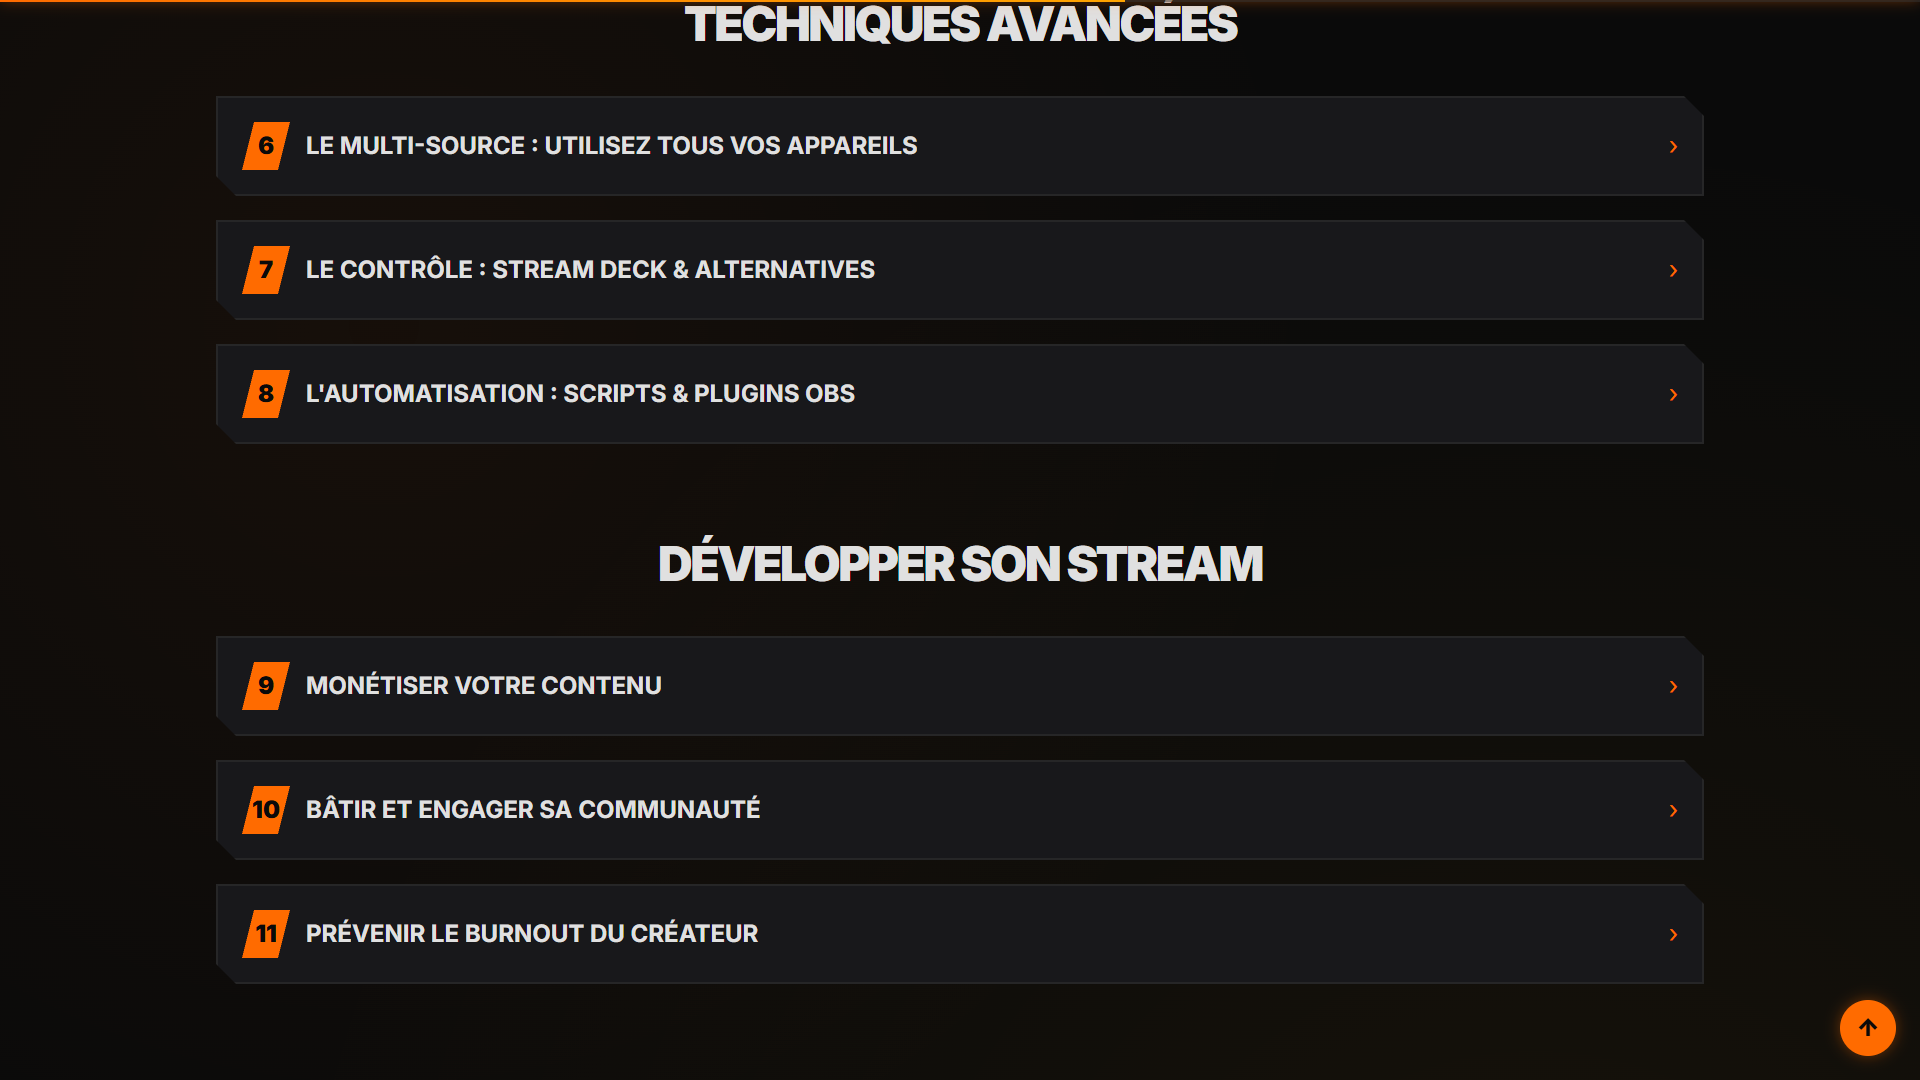 TECHNIQUES AVANCÉES
6 LE MULTI-SOURCE : UTILISEZ TOUS VOS APPAREILS ›
7 LE CONTRÔLE : STREAM DECK & ALTERNATIVES ›
8 L'AUTOMATISATION : SCRIPTS & PLUGINS OBS ›
DÉVELOPPER SON STREAM
9 MONÉTISER VOTRE CONTENU ›
10 BÂTIR ET ENGAGER SA COMMUNAUTÉ ›
11 PRÉVENIR LE BURNOUT DU CRÉATEUR ›